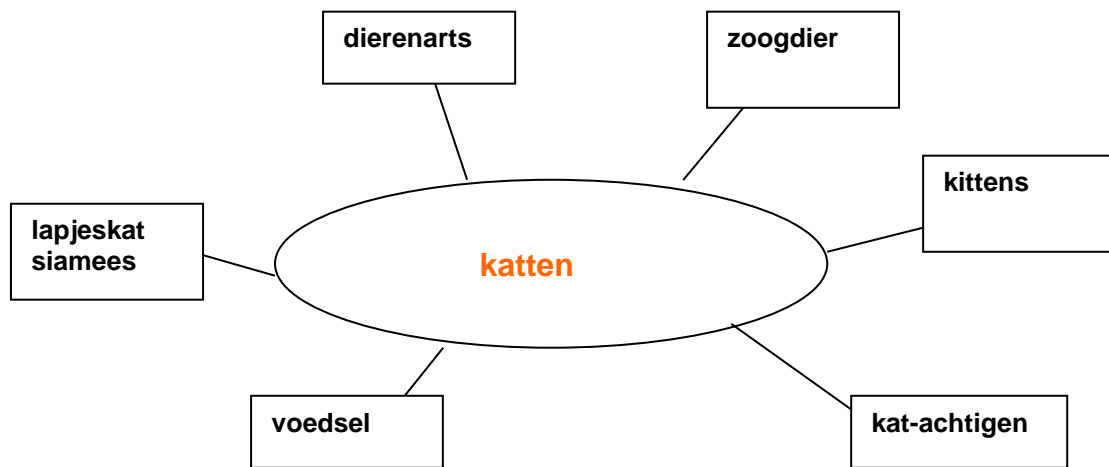 dierenarts
zoogdier
kittens
lapjeskat
siamees
katten
voedsel
kat-achtigen